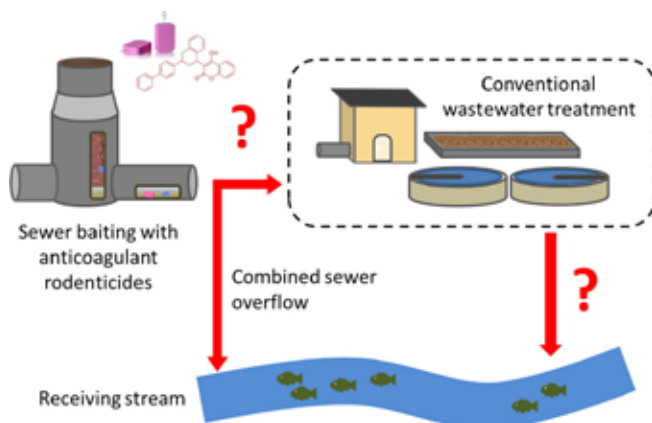 Conventional
wastewater treatment
?
Sewer baiting with
anticoagulant
rodenticides
Combined sewer
overflow
?
Receiving stream